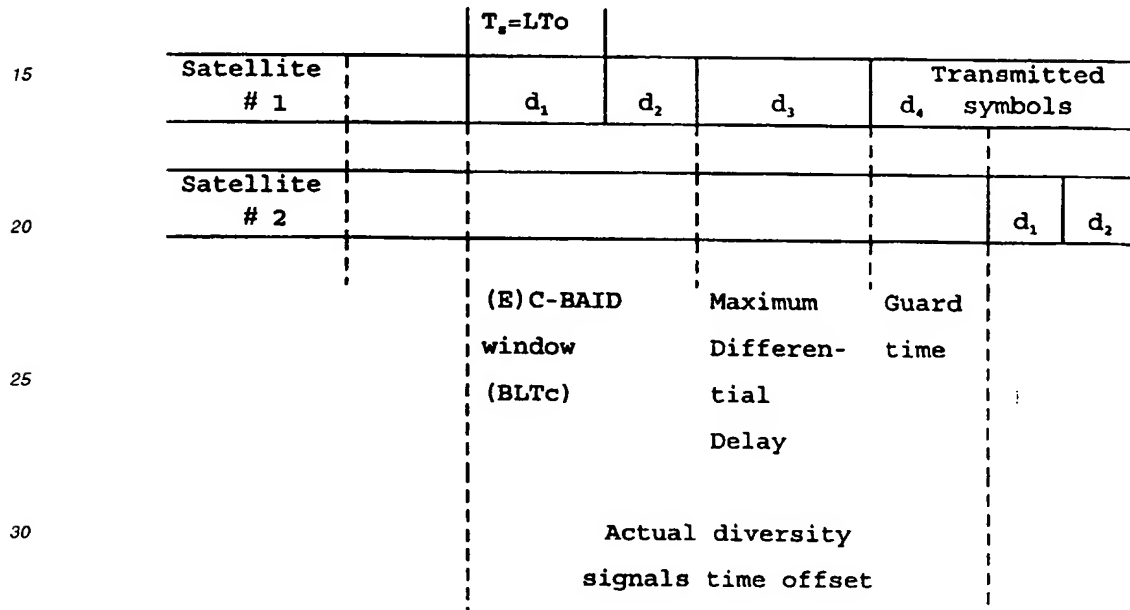 Tₛ=LTo
15 Satellite Transmitted
# 1 d₁ d₂ d₃ d₄ symbols
Satellite
20 # 2 d₁ d₂
(E)C-BAID Maximum Guard
window Differen- time
25 (BLTc) tial
Delay
30 Actual diversity
signals time offset